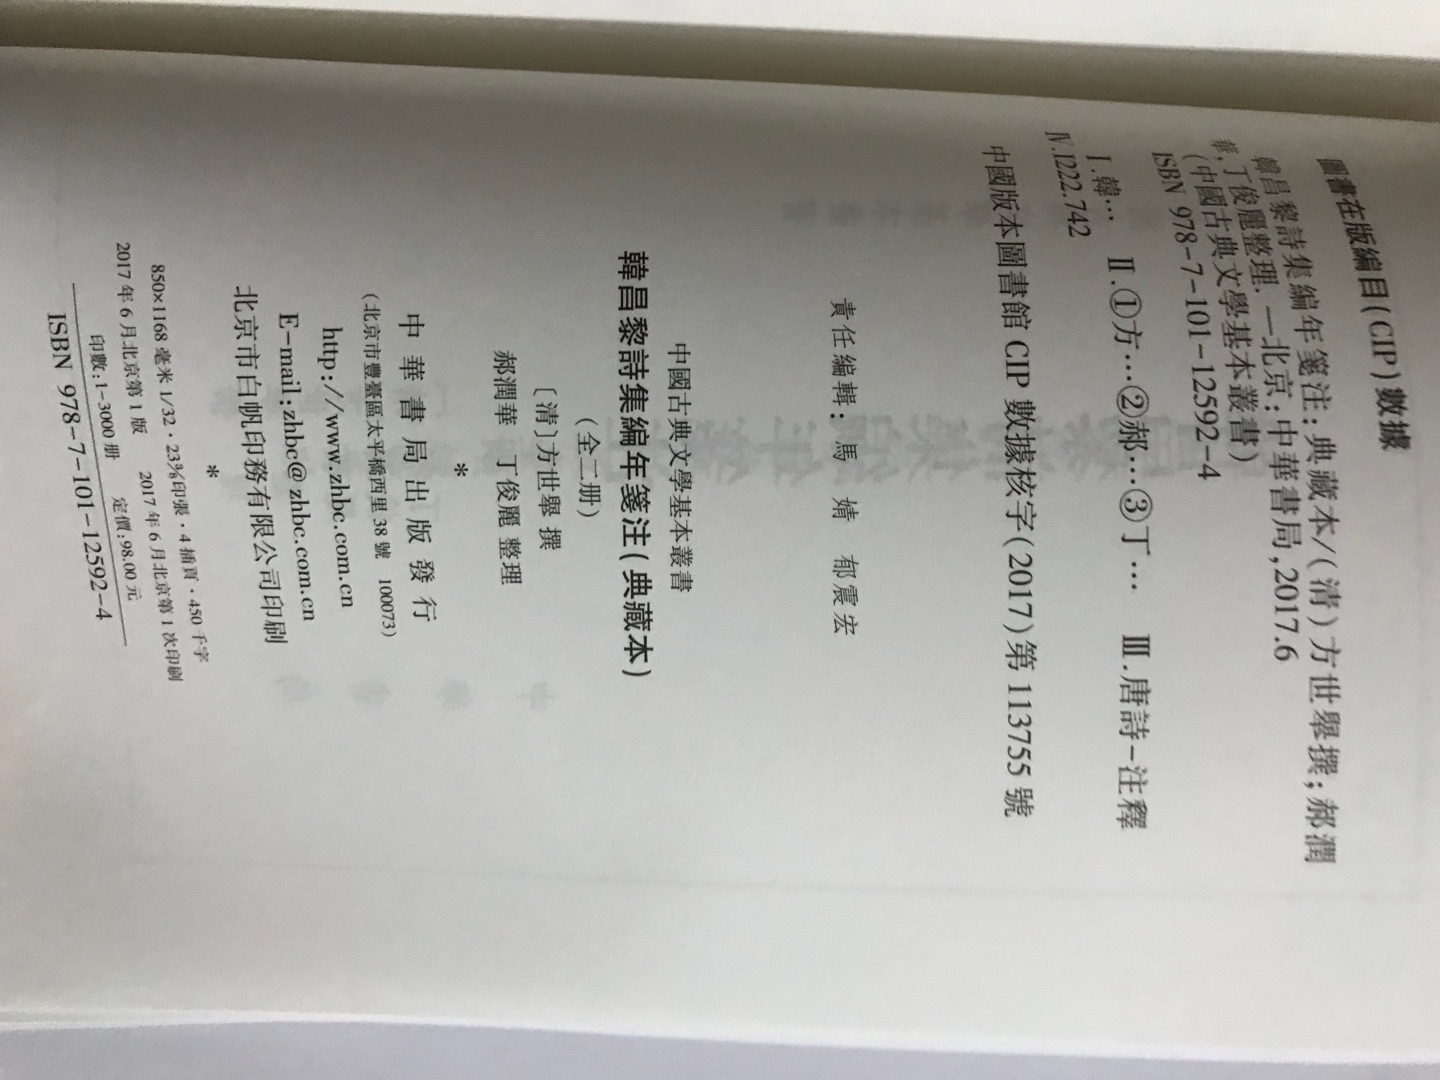 圖書在版編目(CIP)數據
韓昌黎詩集編年箋注:典藏本/(清)方世舉撰;郝潤
華,丁俊麗整理.—北京:中華書局,2017.6
(中國古典文學基本叢書)
ISBN 978-7-101-12592-4
Ⅰ.韓… Ⅱ.①方…②郝…③丁… Ⅲ.唐詩-注釋
Ⅳ.I222.742
中國版本圖書館CIP數據核字(2017)第113755號
責任編輯:馬 婧 郁震宏
中國古典文學基本叢書
韓昌黎詩集編年箋注(典藏本)
(全二册)
〔清〕方世舉 撰
郝潤華 丁俊麗 整理
*
中華書局出版發行
(北京市豐臺區太平橋西里38號 100073)
http://www.zhbc.com.cn
E-mail:zhbc@zhbc.com.cn
北京市白帆印務有限公司印刷
*
850×1168毫米 1/32·23⅜印張·4插頁·450千字
2017年6月北京第1版 2017年6月北京第1次印刷
印數:1-3000册 定價:98.00元
ISBN 978-7-101-12592-4